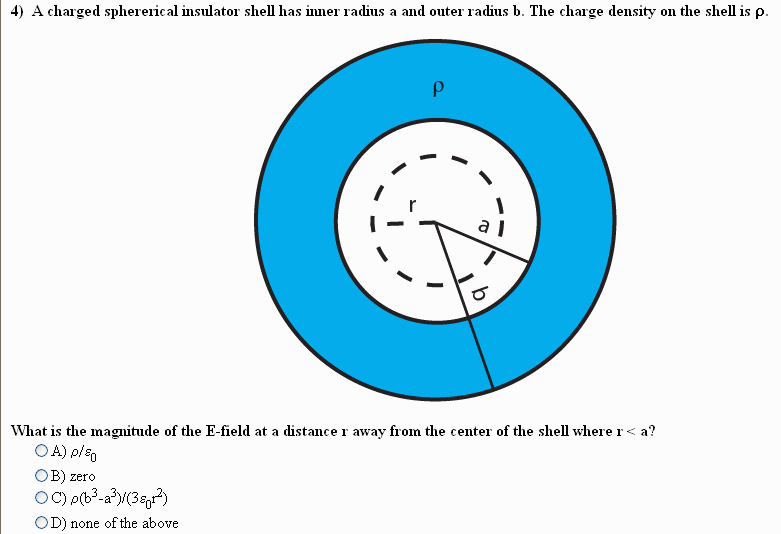 4) A charged sphererical insulator shell has inner radius a and outer radius b. The charge density on the shell is ρ.
ρ
r
a
b
What is the magnitude of the E-field at a distance r away from the center of the shell where r < a?
A) ρ/ε₀
B) zero
C) ρ(b³-a³)/(3ε₀r²)
D) none of the above